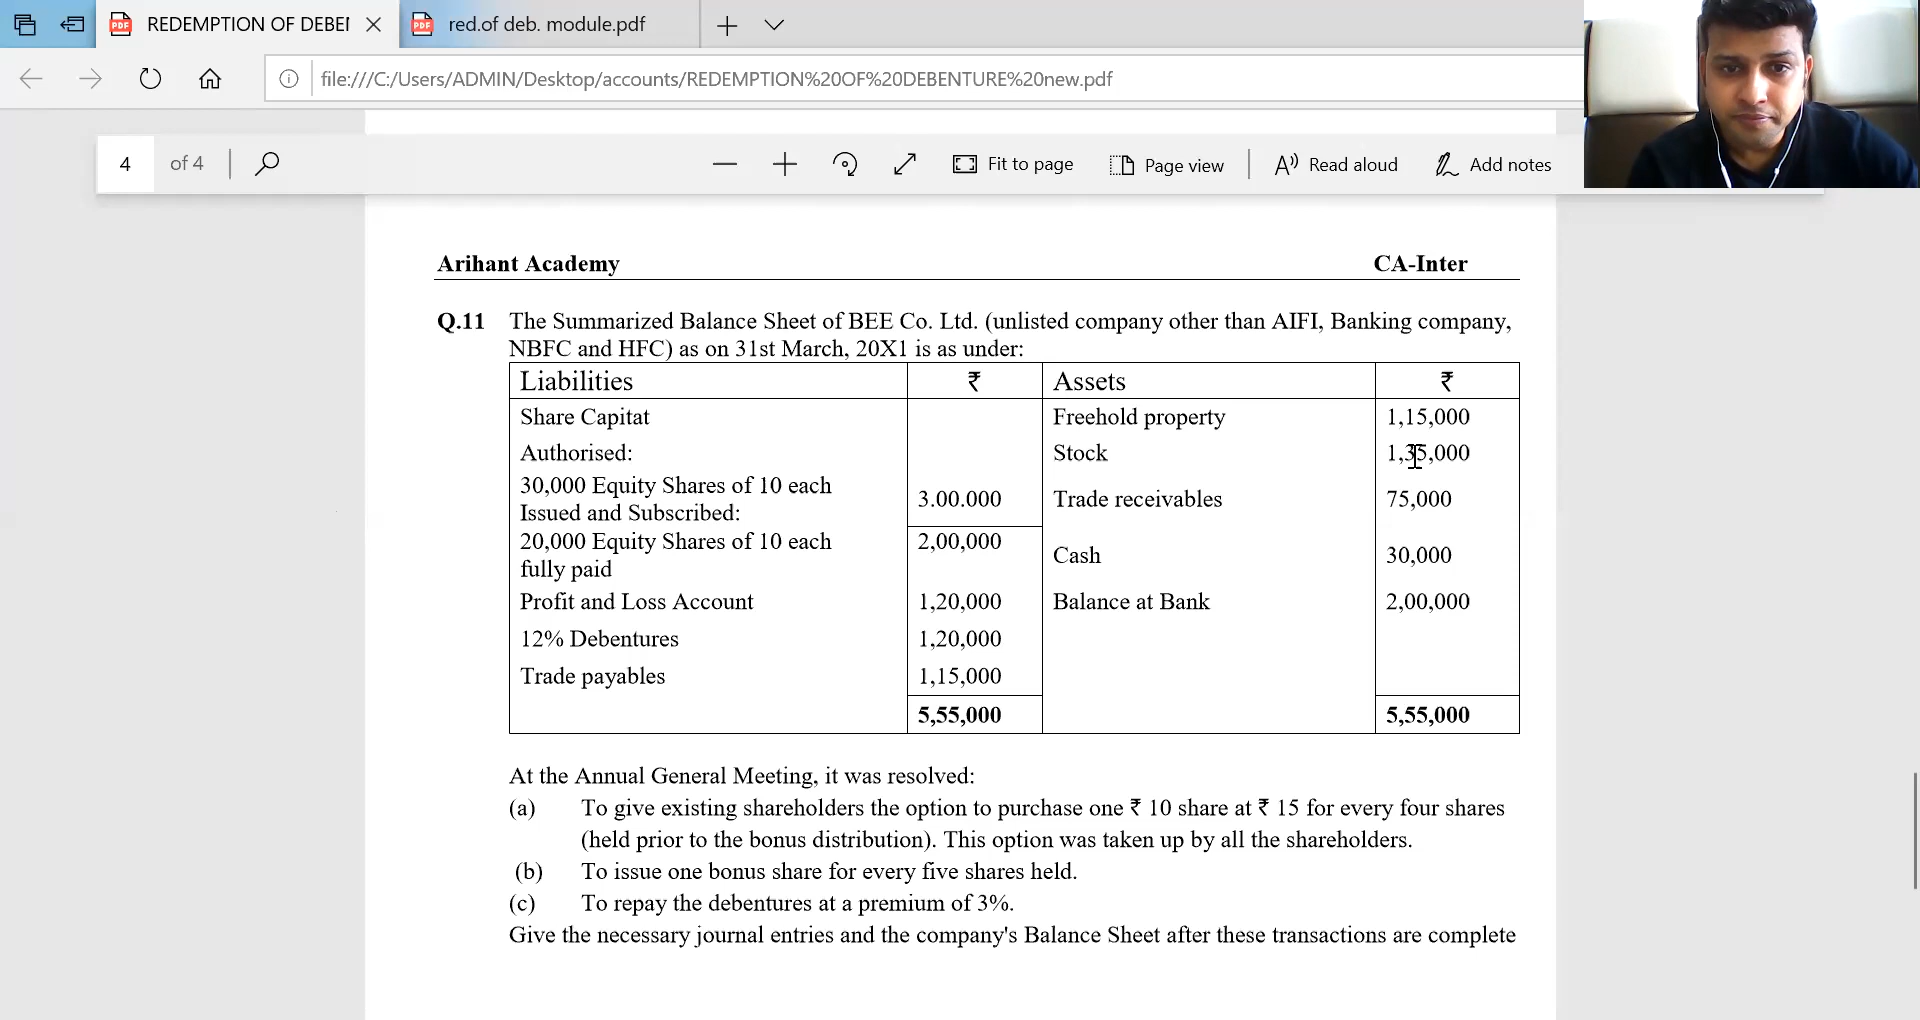 REDEMPTION OF DEBEI
red.of deb. module.pdf
file:///C:/Users/ADMIN/Desktop/accounts/REDEMPTION%20OF%20DEBENTURE%20new.pdf
4 of 4 Fit to page Page view Read aloud Add notes
Arihant Academy CA-Inter
Q.11 The Summarized Balance Sheet of BEE Co. Ltd. (unlisted company other than AIFI, Banking company,
NBFC and HFC) as on 31st March, 20X1 is as under:
Liabilities ₹ Assets ₹
Share Capitat Freehold property 1,15,000
Authorised: Stock 1,35,000
30,000 Equity Shares of 10 each 3.00.000 Trade receivables 75,000
Issued and Subscribed:
20,000 Equity Shares of 10 each 2,00,000 Cash 30,000
fully paid
Profit and Loss Account 1,20,000 Balance at Bank 2,00,000
12% Debentures 1,20,000
Trade payables 1,15,000
5,55,000 5,55,000
At the Annual General Meeting, it was resolved:
(a) To give existing shareholders the option to purchase one ₹ 10 share at ₹ 15 for every four shares
(held prior to the bonus distribution). This option was taken up by all the shareholders.
(b) To issue one bonus share for every five shares held.
(c) To repay the debentures at a premium of 3%.
Give the necessary journal entries and the company's Balance Sheet after these transactions are complete